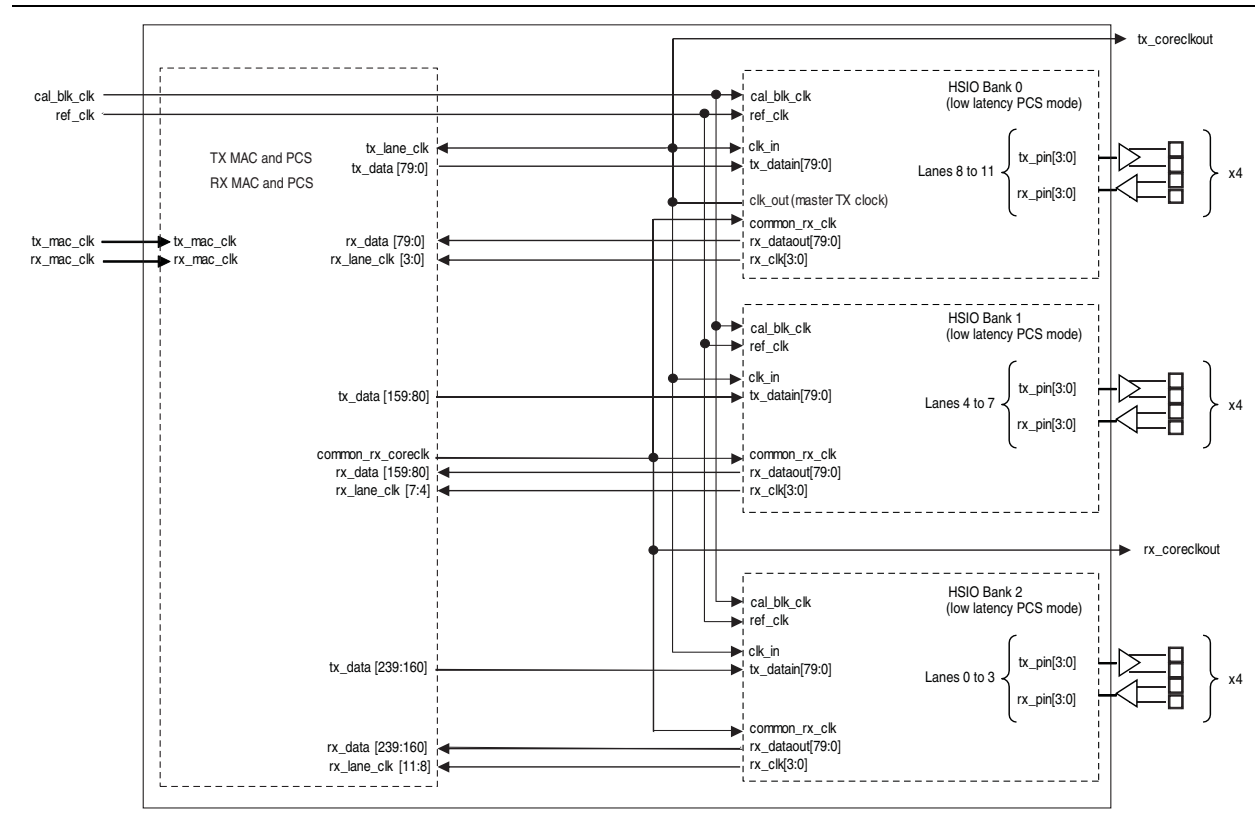 tx_coreclkout
HSIO Bank 0
(low latency PCS mode)
cal_blk_clk
cal_blk_clk
ref_clk
ref_clk
TX MAC and PCS
RX MAC and PCS
tx_lane_clk
clk_in
tx_data [79:0]
tx_datain[79:0]
Lanes 8 to 11
tx_pin[3:0]
rx_pin[3:0]
x4
clk_out (master TX clock)
common_rx_clk
tx_mac_clk
tx_mac_clk
rx_data [79:0]
rx_dataout[79:0]
rx_mac_clk
rx_mac_clk
rx_lane_clk [3:0]
rx_clk[3:0]
HSIO Bank 1
(low latency PCS mode)
cal_blk_clk
ref_clk
clk_in
tx_data [159:80]
tx_datain[79:0]
Lanes 4 to 7
tx_pin[3:0]
rx_pin[3:0]
x4
common_rx_coreclk
common_rx_clk
rx_data [159:80]
rx_dataout[79:0]
rx_lane_clk [7:4]
rx_clk[3:0]
rx_coreclkout
HSIO Bank 2
(low latency PCS mode)
cal_blk_clk
ref_clk
clk_in
tx_data [239:160]
tx_datain[79:0]
Lanes 0 to 3
tx_pin[3:0]
rx_pin[3:0]
x4
common_rx_clk
rx_data [239:160]
rx_dataout[79:0]
rx_lane_clk [11:8]
rx_clk[3:0]